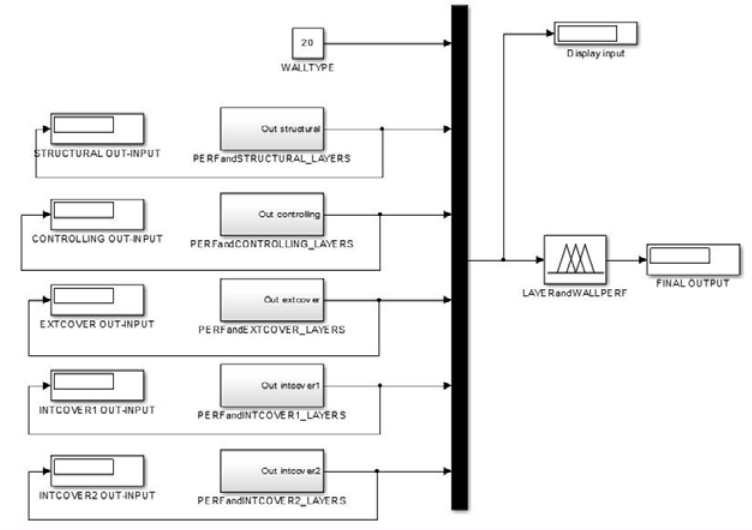 20
WALLTYPE
Display input
Out structural
STRUCTURAL OUT-INPUT
PERFandSTRUCTURAL_LAYERS
Out controlling
CONTROLLING OUT-INPUT
PERFandCONTROLLING_LAYERS
LAYERandWALLPERF
FINAL OUTPUT
Out extcover
EXTCOVER OUT-INPUT
PERFandEXTCOVER_LAYERS
Out intcover1
INTCOVER1 OUT-INPUT
PERFandINTCOVER1_LAYERS
Out intcover2
INTCOVER2 OUT-INPUT
PERFandINTCOVER2_LAYERS